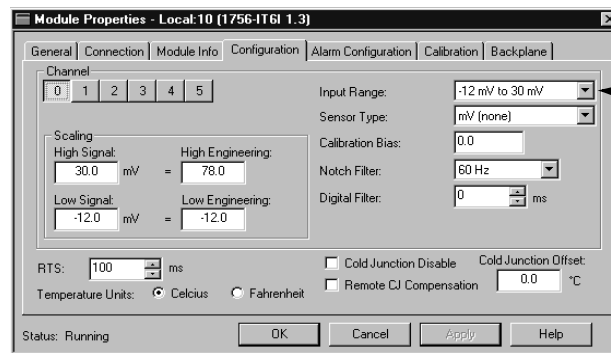 Module Properties - Local:10 (1756-IT6I 1.3)
General Connection Module Info Configuration Alarm Configuration Calibration Backplane
Channel
0 1 2 3 4 5
Input Range: -12 mV to 30 mV
Sensor Type: mV (none)
Scaling
Calibration Bias: 0.0
High Signal: High Engineering:
30.0 mV = 78.0
Notch Filter: 60 Hz
Low Signal: Low Engineering:
-12.0 mV = -12.0
Digital Filter: 0 ms
RTS: 100 ms
Cold Junction Disable Cold Junction Offset:
Remote CJ Compensation 0.0 °C
Temperature Units: Celcius Fahrenheit
Status: Running
OK Cancel Apply Help